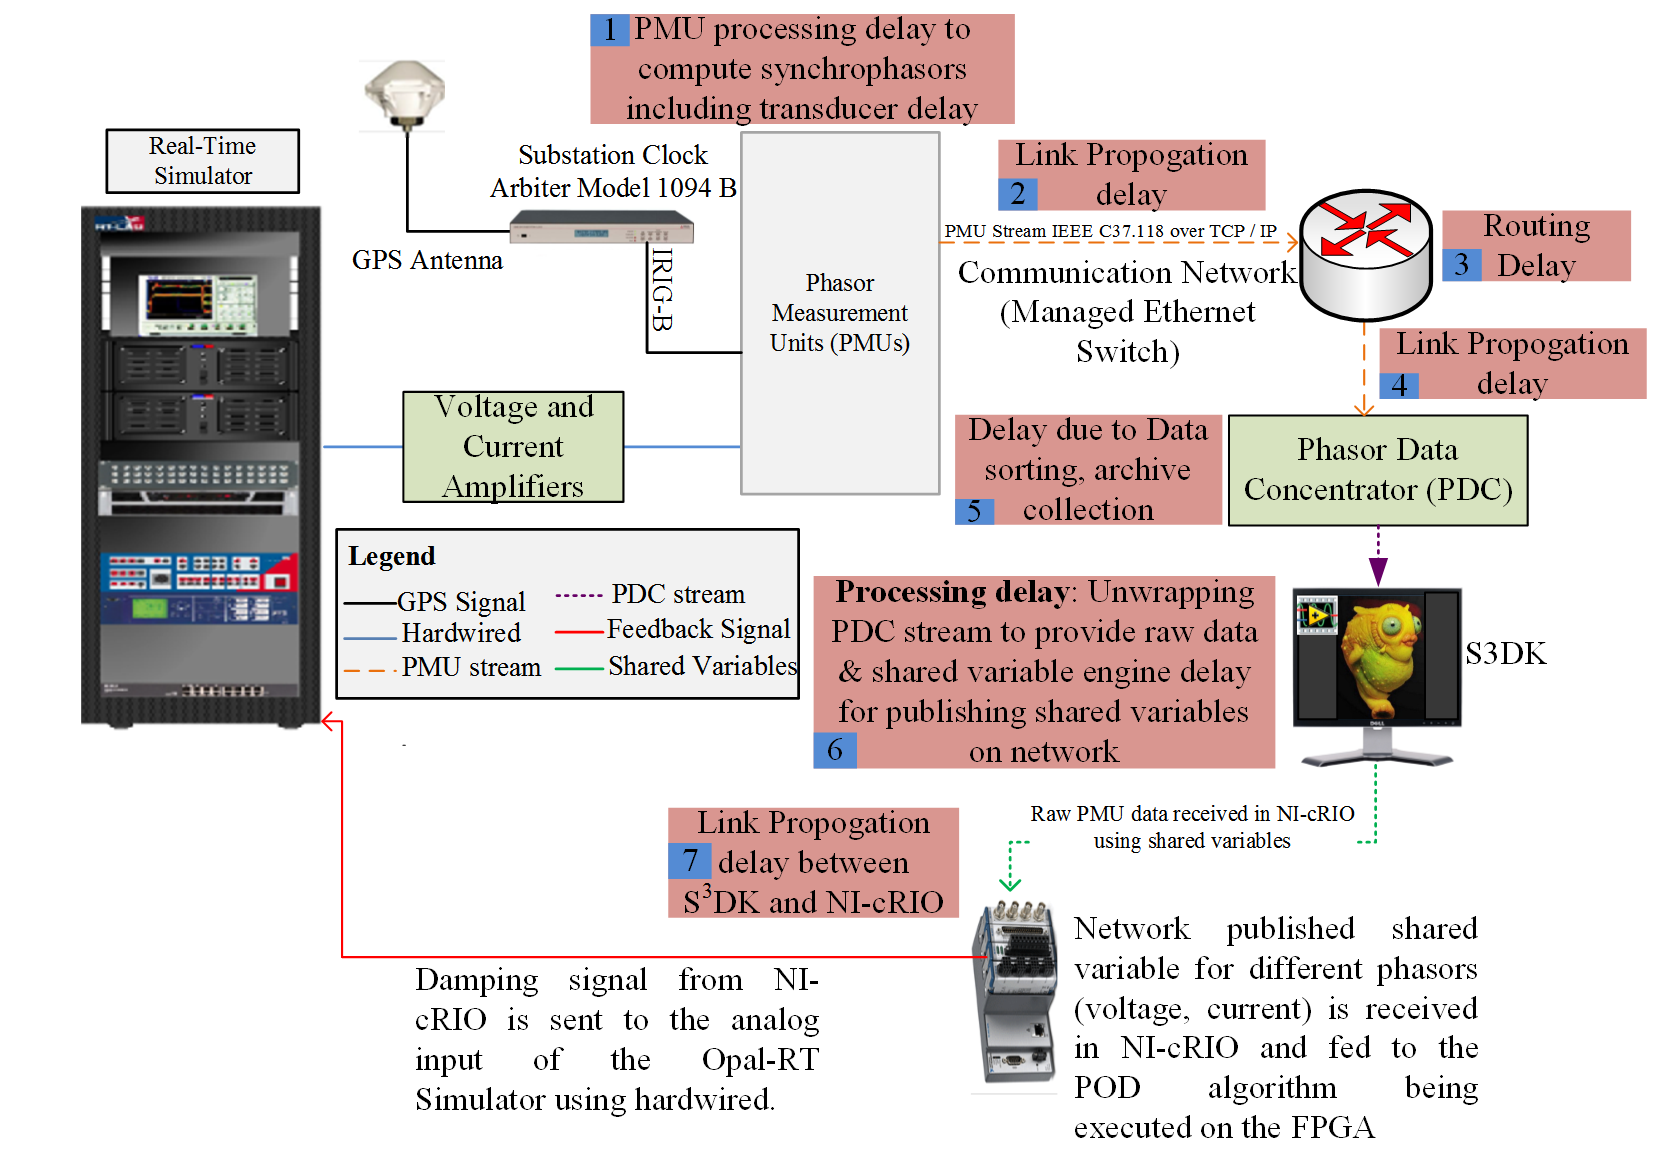 1 PMU processing delay to
compute synchrophasors
including transducer delay
Real-Time
Simulator
Substation Clock
Arbiter Model 1094 B
GPS Antenna
IRIG-B
Phasor
Measurement
Units (PMUs)
Link Propogation
2 delay
PMU Stream IEEE C37.118 over TCP / IP
Communication Network
(Managed Ethernet
Switch)
Routing
3 Delay
Link Propogation
4 delay
Voltage and
Current
Amplifiers
Delay due to Data
sorting, archive
5 collection
Phasor Data
Concentrator (PDC)
Legend
GPS Signal
Hardwired
PMU stream
PDC stream
Feedback Signal
Shared Variables
Processing delay: Unwrapping
PDC stream to provide raw data
& shared variable engine delay
for publishing shared variables
6 on network
S3DK
DELL
Raw PMU data received in NI-cRIO
using shared variables
Link Propogation
7 delay between
S³DK and NI-cRIO
Damping signal from NI-
cRIO is sent to the analog
input of the Opal-RT
Simulator using hardwired.
Network published shared
variable for different phasors
(voltage, current) is received
in NI-cRIO and fed to the
POD algorithm being
executed on the FPGA